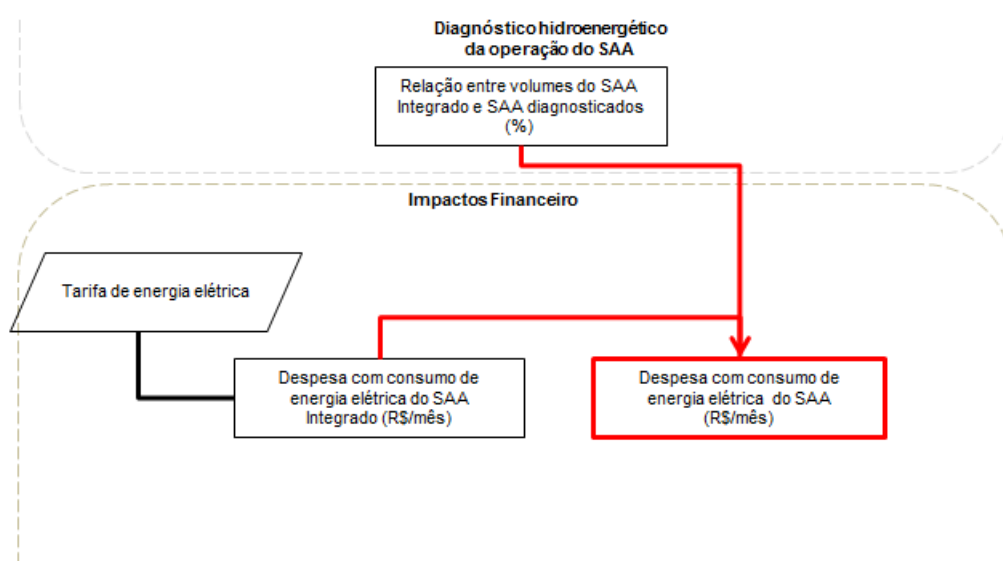 Diagnóstico hidroenergético
da operação do SAA
Relação entre volumes do SAA
Integrado e SAA diagnosticados
(%)
Impactos Financeiro
Tarifa de energia elétrica
Despesa com consumo de
energia elétrica do SAA
Integrado (R$/mês)
Despesa com consumo de
energia elétrica do SAA
(R$/mês)